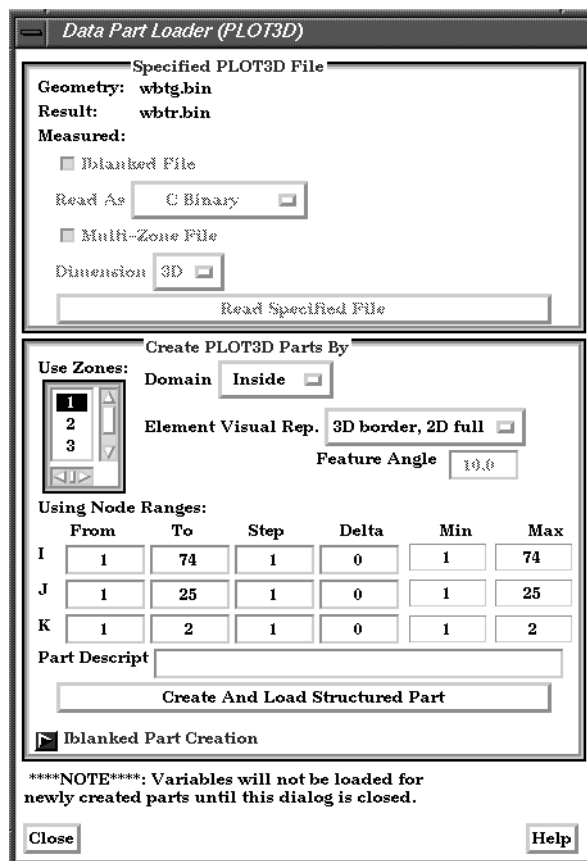 Data Part Loader (PLOT3D)
Specified PLOT3D File
Geometry: wbtg.bin
Result: wbtr.bin
Measured:
Iblanked File
Read As C Binary
Multi-Zone File
Dimension 3D
Read Specified File
Create PLOT3D Parts By
Use Zones:
Domain Inside
1
2
3
Element Visual Rep. 3D border, 2D full
Feature Angle 10.0
Using Node Ranges:
From To Step Delta Min Max
I 1 74 1 0 1 74
J 1 25 1 0 1 25
K 1 2 1 0 1 2
Part Descript
Create And Load Structured Part
Iblanked Part Creation
****NOTE****: Variables will not be loaded for
newly created parts until this dialog is closed.
Close Help